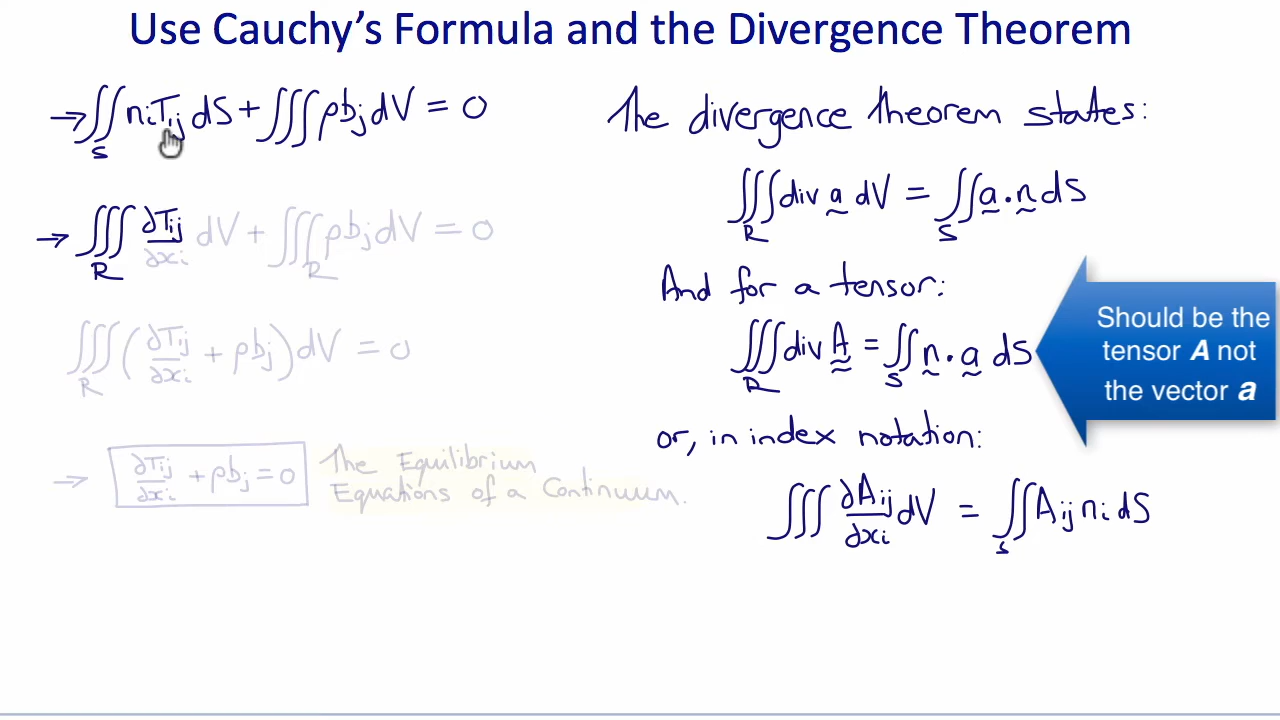 Use Cauchy's Formula and the Divergence Theorem
→ ∬_S n_i T_ij dS + ∭ ρb_j dV = 0
→ ∭_R ∂T_ij/∂x_i dV + ∭_R ρb_j dV = 0
∭_R (∂T_ij/∂x_i + ρb_j) dV = 0
→ ∂T_ij/∂x_i + ρb_j = 0
The Equilibrium
Equations of a Continuum.
The divergence theorem states:
∭_R div a̰ dV = ∬_S a̰ · n̰ dS
And for a tensor:
∭_R div A̰ = ∬_S n̰ · a̰ dS
or, in index notation:
∭ ∂A_ij/∂x_i dV = ∬_S A_ij n_i dS
Should be the
tensor A not
the vector a